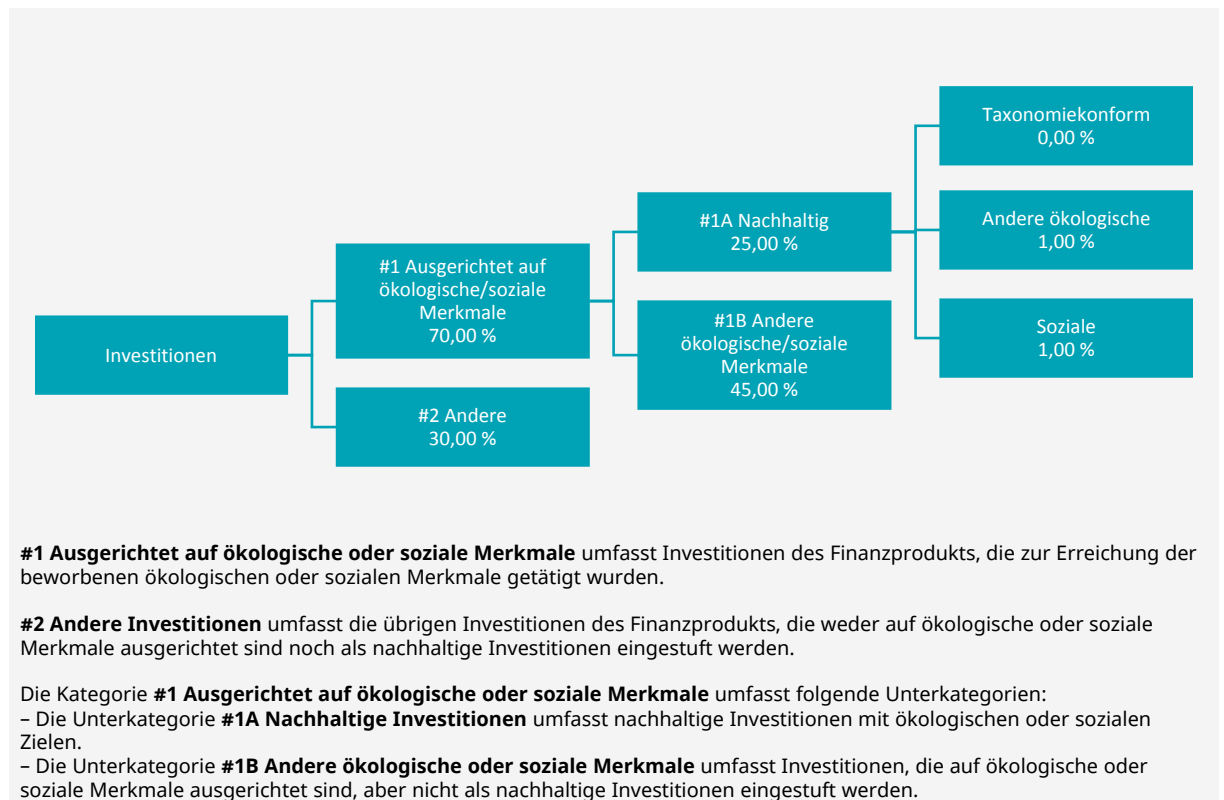 Investitionen
#1 Ausgerichtet auf
ökologische/soziale
Merkmale
70,00 %
#2 Andere
30,00 %
#1A Nachhaltig
25,00 %
#1B Andere
ökologische/soziale
Merkmale
45,00 %
Taxonomiekonform
0,00 %
Andere ökologische
1,00 %
Soziale
1,00 %
#1 Ausgerichtet auf ökologische oder soziale Merkmale umfasst Investitionen des Finanzprodukts, die zur Erreichung der
beworbenen ökologischen oder sozialen Merkmale getätigt wurden.
#2 Andere Investitionen umfasst die übrigen Investitionen des Finanzprodukts, die weder auf ökologische oder soziale
Merkmale ausgerichtet sind noch als nachhaltige Investitionen eingestuft werden.
Die Kategorie #1 Ausgerichtet auf ökologische oder soziale Merkmale umfasst folgende Unterkategorien:
– Die Unterkategorie #1A Nachhaltige Investitionen umfasst nachhaltige Investitionen mit ökologischen oder sozialen
Zielen.
– Die Unterkategorie #1B Andere ökologische oder soziale Merkmale umfasst Investitionen, die auf ökologische oder
soziale Merkmale ausgerichtet sind, aber nicht als nachhaltige Investitionen eingestuft werden.